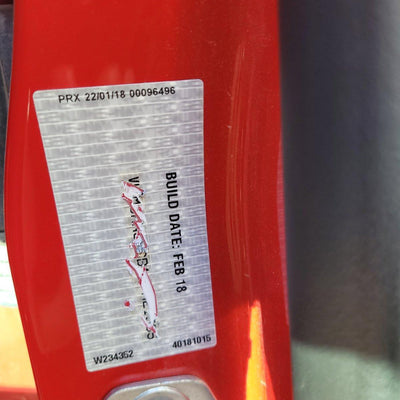 PRX 22/01/18 00096496
BUILD DATE: FEB 18
W234352 40181015